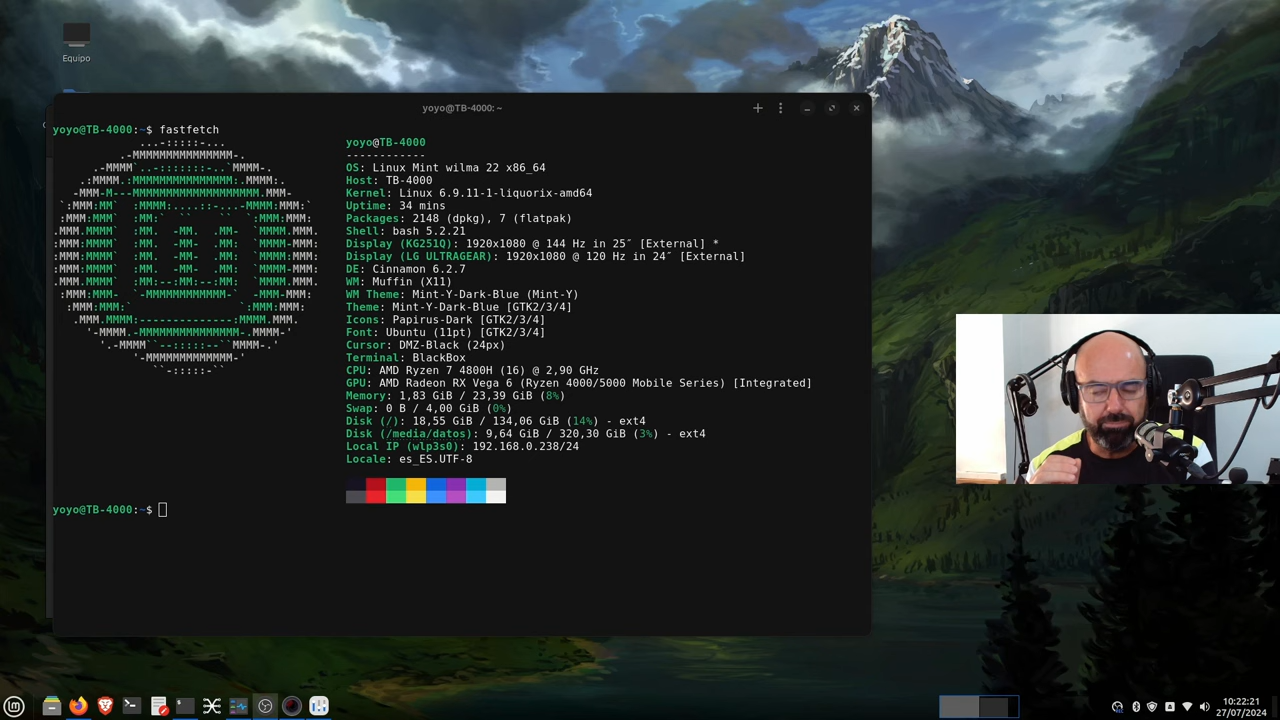 Equipo
yoyo@TB-4000: ~
yoyo@TB-4000:~$ fastfetch
yoyo@TB-4000
------------
OS: Linux Mint wilma 22 x86_64
Host: TB-4000
Kernel: Linux 6.9.11-1-liquorix-amd64
Uptime: 34 mins
Packages: 2148 (dpkg), 7 (flatpak)
Shell: bash 5.2.21
Display (KG251Q): 1920x1080 @ 144 Hz in 25″ [External] *
Display (LG ULTRAGEAR): 1920x1080 @ 120 Hz in 24″ [External]
DE: Cinnamon 6.2.7
WM: Muffin (X11)
WM Theme: Mint-Y-Dark-Blue (Mint-Y)
Theme: Mint-Y-Dark-Blue [GTK2/3/4]
Icons: Papirus-Dark [GTK2/3/4]
Font: Ubuntu (11pt) [GTK2/3/4]
Cursor: DMZ-Black (24px)
Terminal: BlackBox
CPU: AMD Ryzen 7 4800H (16) @ 2,90 GHz
GPU: AMD Radeon RX Vega 6 (Ryzen 4000/5000 Mobile Series) [Integrated]
Memory: 1,83 GiB / 23,39 GiB (8%)
Swap: 0 B / 4,00 GiB (0%)
Disk (/): 18,55 GiB / 134,06 GiB (14%) - ext4
Disk (/media/datos): 9,64 GiB / 320,30 GiB (3%) - ext4
Local IP (wlp3s0): 192.168.0.238/24
Locale: es_ES.UTF-8
yoyo@TB-4000:~$
10:22:21
27/07/2024